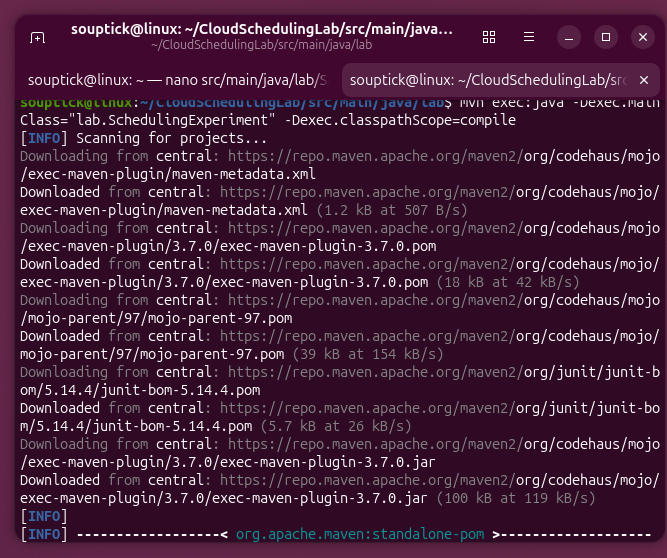 souptick@linux: ~/CloudSchedulingLab/src/main/java...
~/CloudSchedulingLab/src/main/java/lab
souptick@linux: ~ — nano src/main/java/lab/S
souptick@linux: ~/CloudSchedulingLab/src
souptick@linux:~/CloudSchedulingLab/src/main/java/lab$ mvn exec:java -Dexec.main
Class="lab.SchedulingExperiment" -Dexec.classpathScope=compile
[INFO] Scanning for projects...
Downloading from central: https://repo.maven.apache.org/maven2/org/codehaus/mojo
/exec-maven-plugin/maven-metadata.xml
Downloaded from central: https://repo.maven.apache.org/maven2/org/codehaus/mojo/
exec-maven-plugin/maven-metadata.xml (1.2 kB at 507 B/s)
Downloading from central: https://repo.maven.apache.org/maven2/org/codehaus/mojo
/exec-maven-plugin/3.7.0/exec-maven-plugin-3.7.0.pom
Downloaded from central: https://repo.maven.apache.org/maven2/org/codehaus/mojo/
exec-maven-plugin/3.7.0/exec-maven-plugin-3.7.0.pom (18 kB at 42 kB/s)
Downloading from central: https://repo.maven.apache.org/maven2/org/codehaus/mojo
/mojo-parent/97/mojo-parent-97.pom
Downloaded from central: https://repo.maven.apache.org/maven2/org/codehaus/mojo/
mojo-parent/97/mojo-parent-97.pom (39 kB at 154 kB/s)
Downloading from central: https://repo.maven.apache.org/maven2/org/junit/junit-b
om/5.14.4/junit-bom-5.14.4.pom
Downloaded from central: https://repo.maven.apache.org/maven2/org/junit/junit-bo
m/5.14.4/junit-bom-5.14.4.pom (5.7 kB at 26 kB/s)
Downloading from central: https://repo.maven.apache.org/maven2/org/codehaus/mojo
/exec-maven-plugin/3.7.0/exec-maven-plugin-3.7.0.jar
Downloaded from central: https://repo.maven.apache.org/maven2/org/codehaus/mojo/
exec-maven-plugin/3.7.0/exec-maven-plugin-3.7.0.jar (100 kB at 119 kB/s)
[INFO]
[INFO] -----------------< org.apache.maven:standalone-pom >------------------